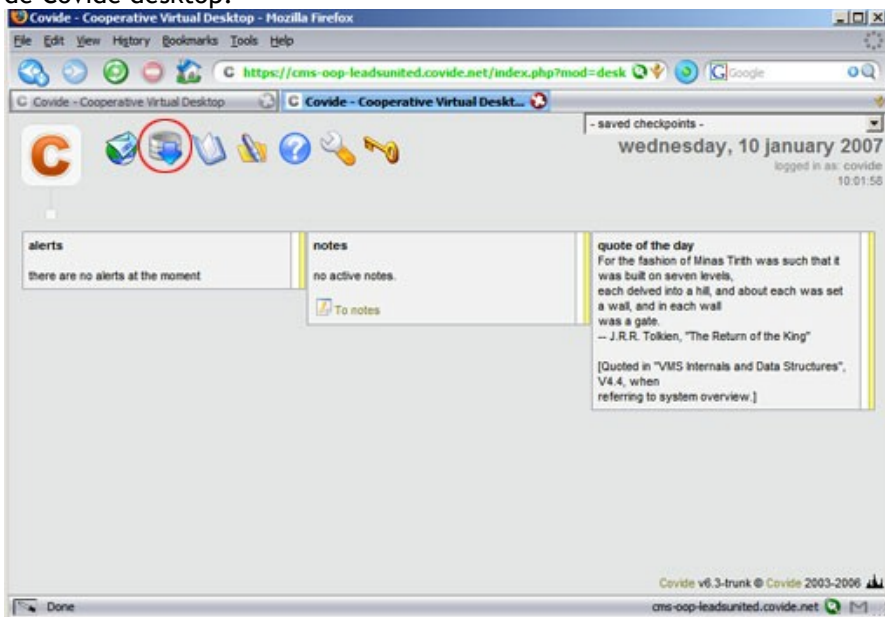 de Covide desktop.
Covide - Cooperative Virtual Desktop - Mozilla Firefox
File Edit View History Bookmarks Tools Help
C https://cms-oop-leadsunited.covide.net/index.php?mod=desk G Google
C Covide - Cooperative Virtual Desktop C Covide - Cooperative Virtual Deskt...
- saved checkpoints -
C
wednesday, 10 january 2007
logged in as: covide
10:01:58
alerts
there are no alerts at the moment
notes
no active notes.
To notes
quote of the day
For the fashion of Minas Tirith was such that it
was built on seven levels,
each delved into a hill, and about each was set
a wall, and in each wall
was a gate.
-- J.R.R. Tolkien, "The Return of the King"
[Quoted in "VMS Internals and Data Structures",
V4.4, when
referring to system overview.]
Covide v6.3-trunk © Covide 2003-2006
Done
cms-oop-leadsunited.covide.net